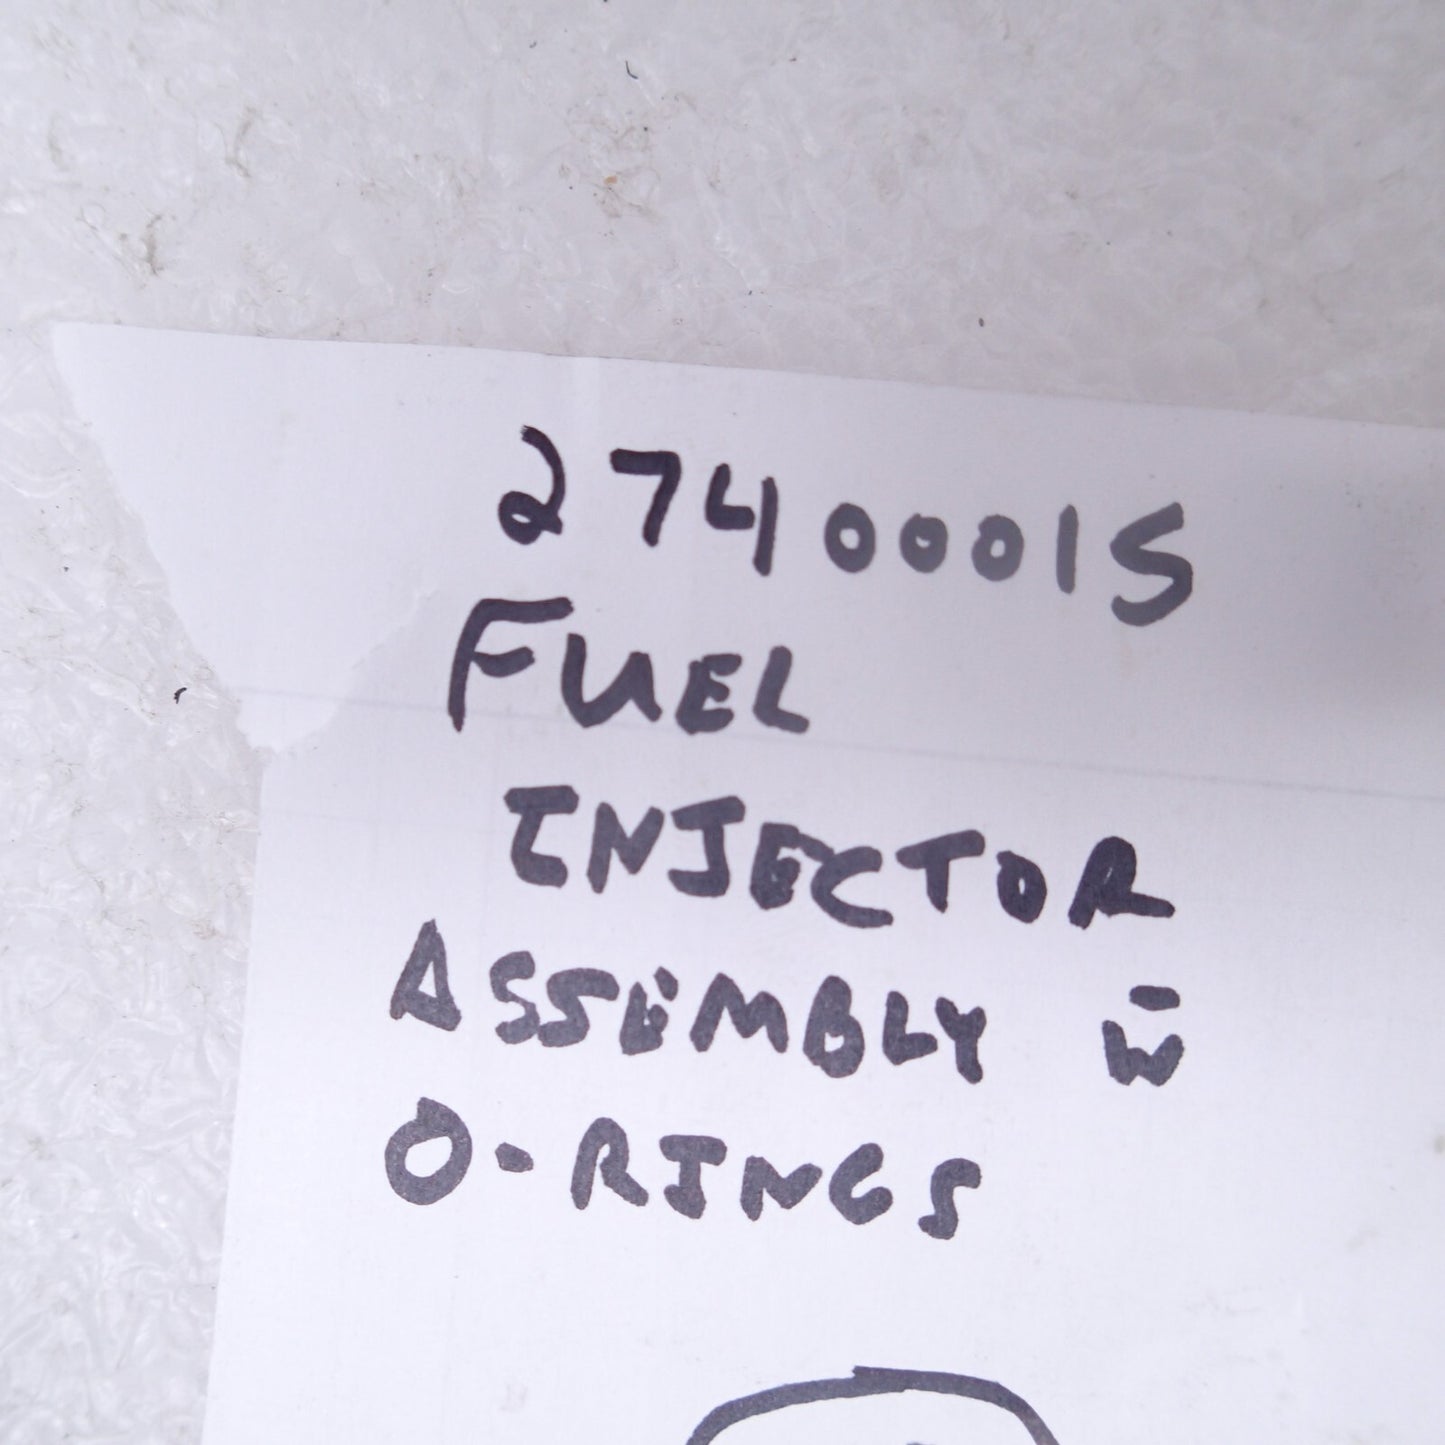 27400015
FUEL
INJECTOR
ASSEMBLY w̄
O-RINGS